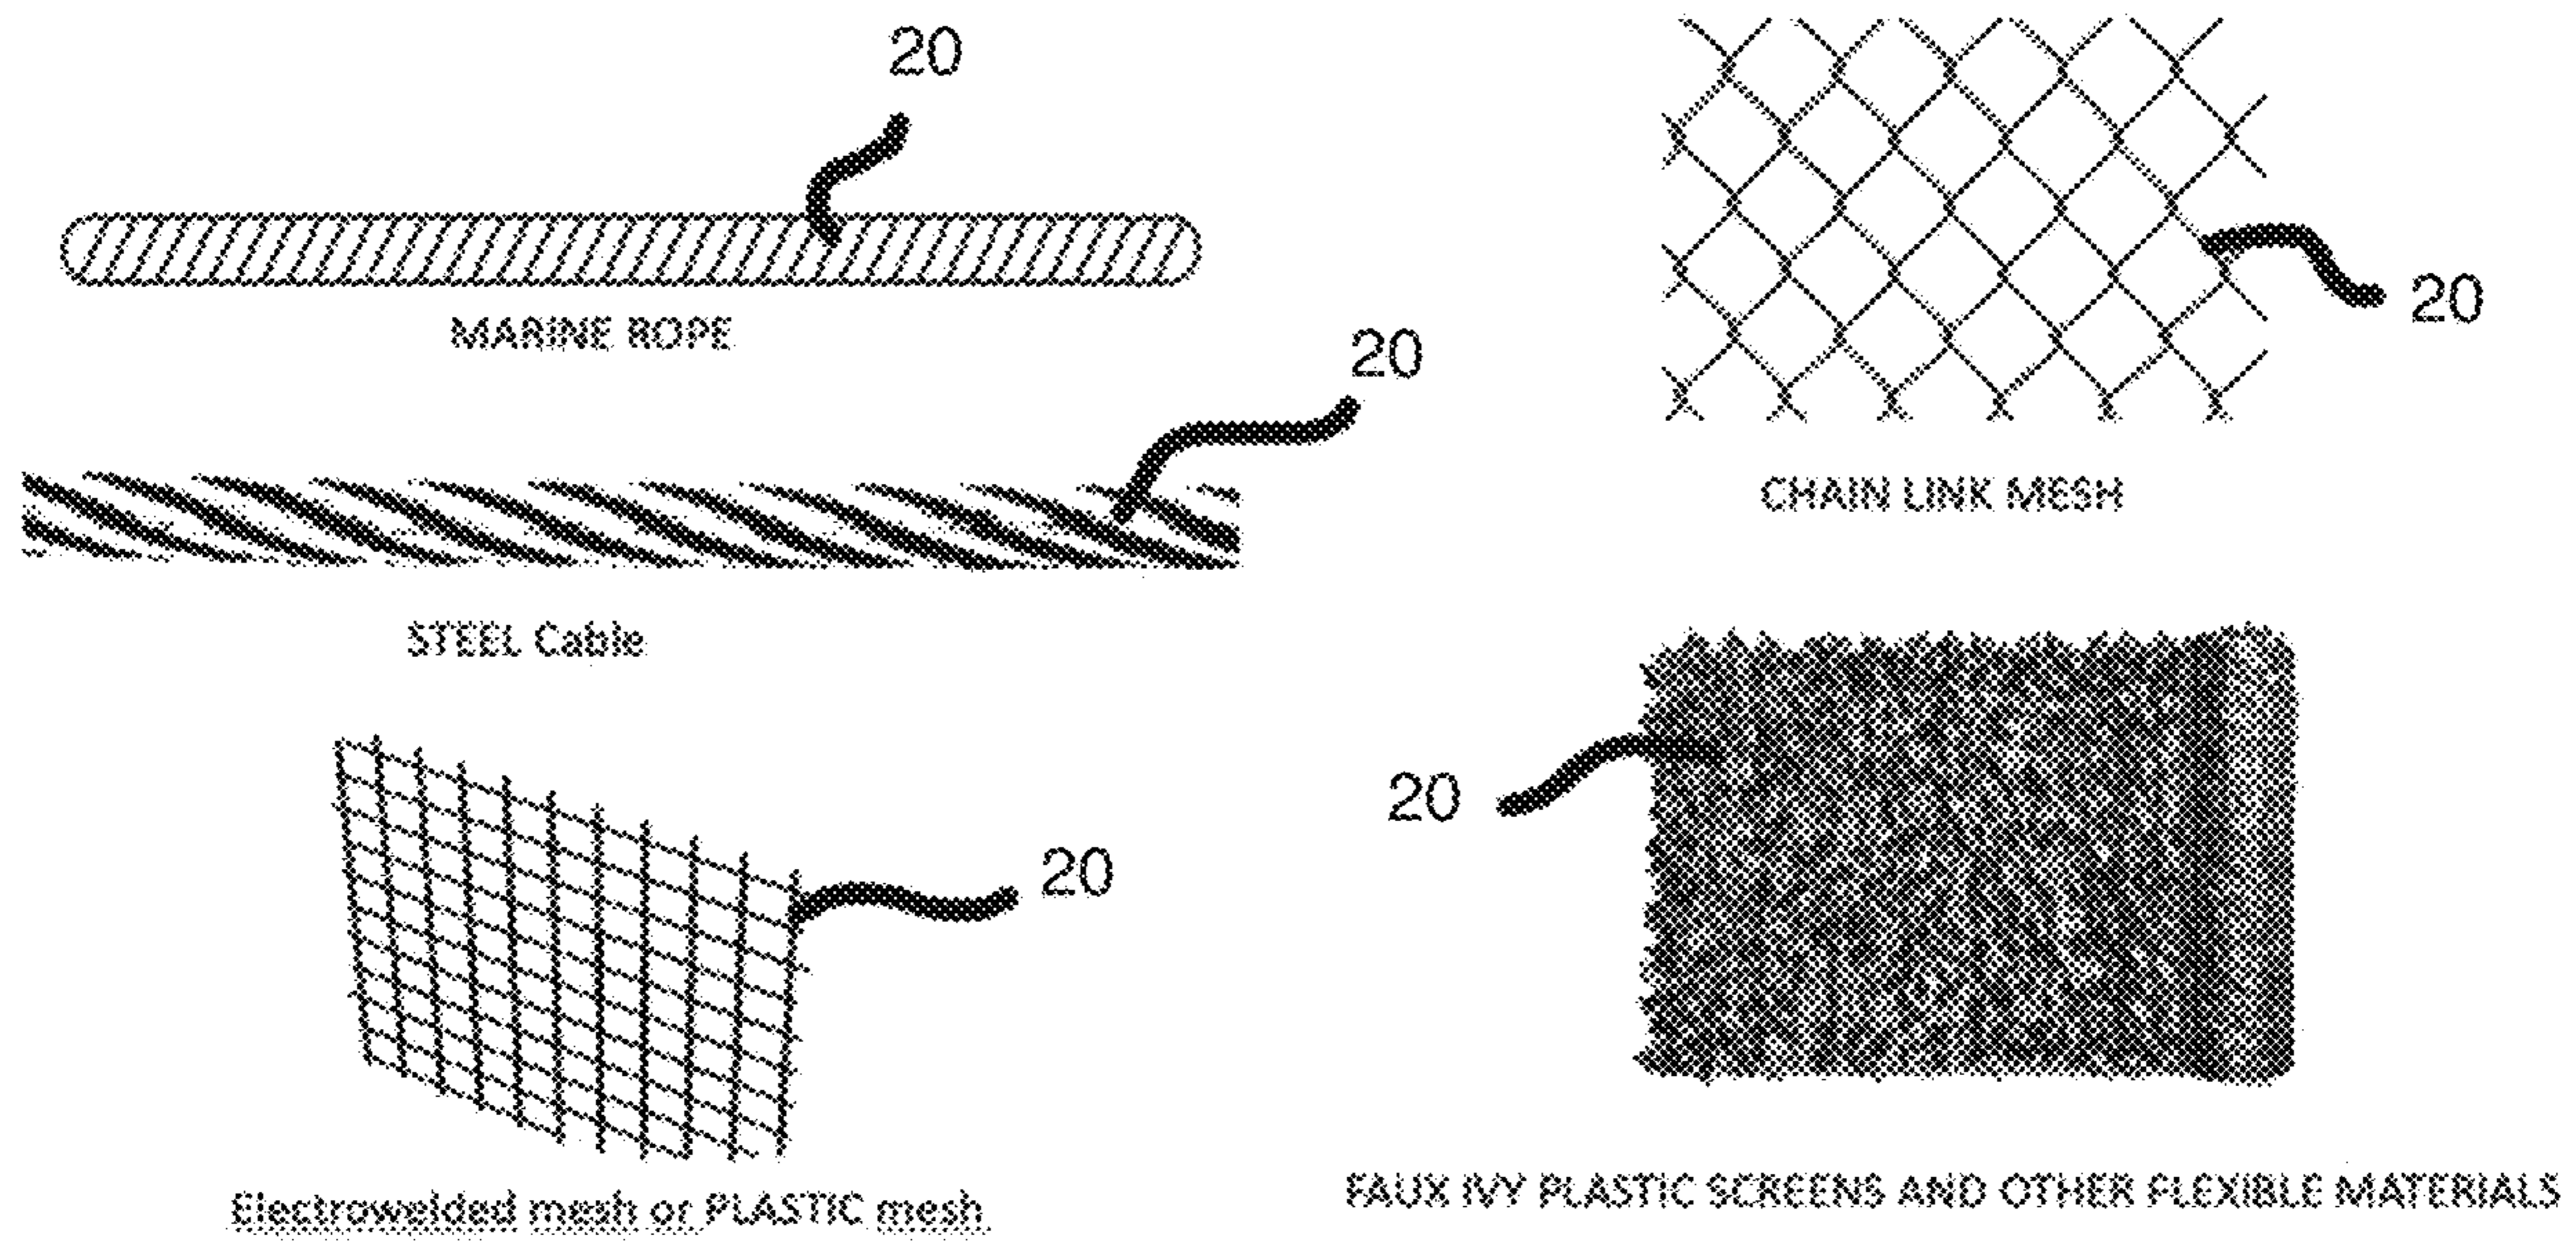 20
MARINE ROPE
20
STEEL Cable
20
CHAIN LINK MESH
20
Electrowelded mesh or PLASTIC mesh
20
FAUX IVY PLASTIC SCREENS AND OTHER FLEXIBLE MATERIALS